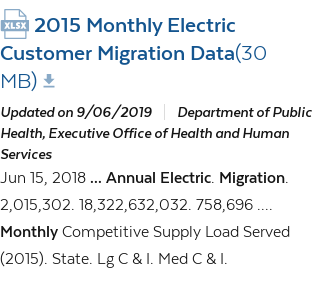 XLSX 2015 Monthly Electric
Customer Migration Data(30
MB)
Updated on 9/06/2019 Department of Public
Health, Executive Office of Health and Human
Services
Jun 15, 2018 ... Annual Electric. Migration.
2,015,302. 18,322,632,032. 758,696 ....
Monthly Competitive Supply Load Served
(2015). State. Lg C & I. Med C & I.